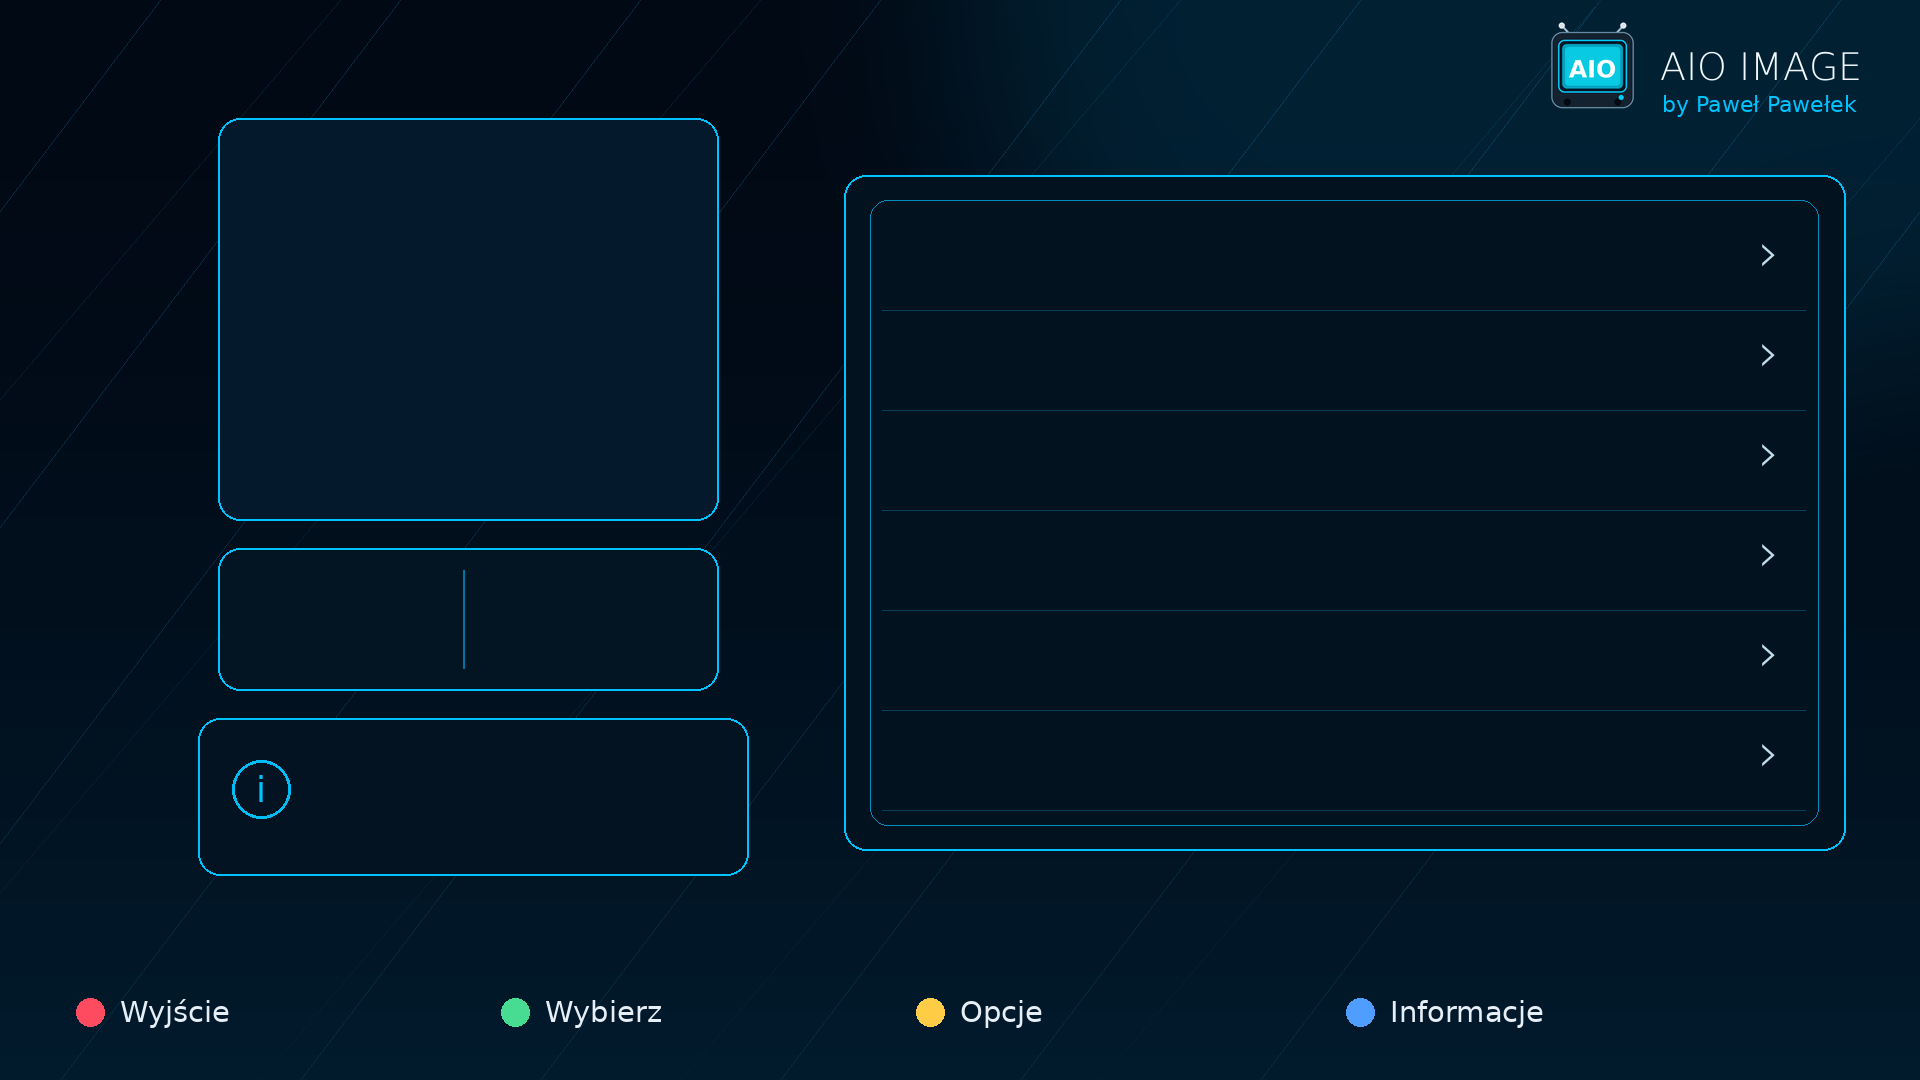 AIO
AIO IMAGE
by Paweł Pawełek
i
Wyjście
Wybierz
Opcje
Informacje